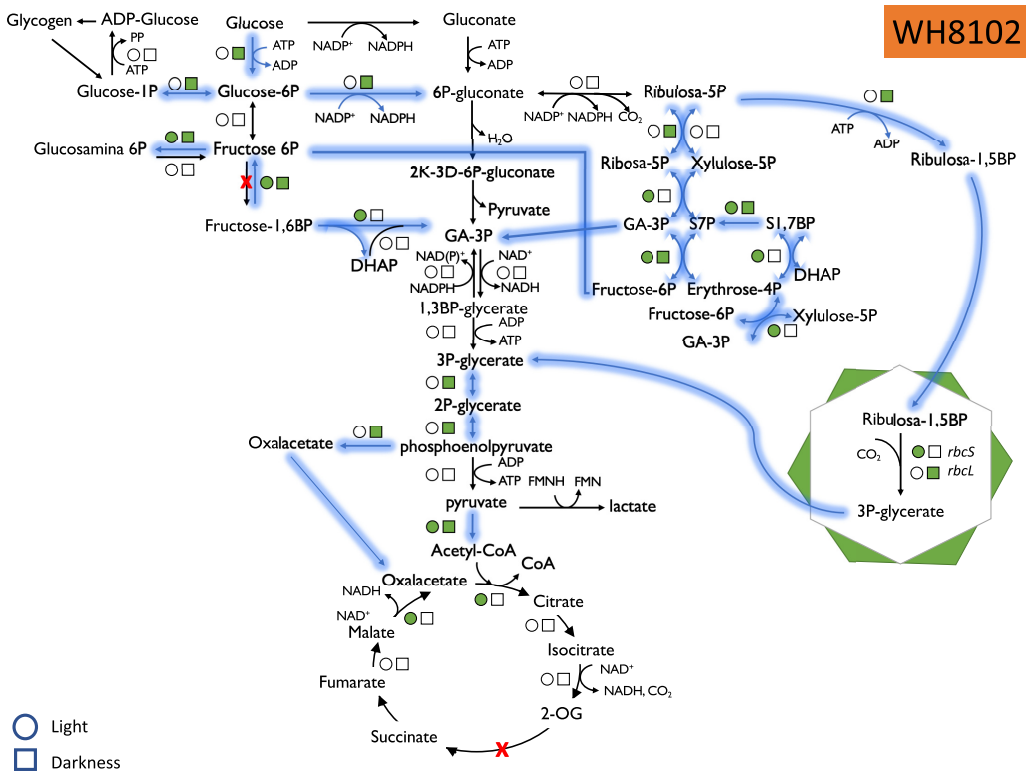 WH8102
Glycogen
ADP-Glucose
Glucose
Gluconate
PP
ATP
ATP
ADP
NADP+
NADPH
ATP
ADP
Glucose-1P
Glucose-6P
6P-gluconate
Ribulosa-5P
NADP+
NADPH
NADP+
NADPH
CO2
ATP
ADP
Ribulosa-1,5BP
H2O
Glucosamina 6P
Fructose 6P
X
2K-3D-6P-gluconate
Ribosa-5P
Xylulose-5P
Pyruvate
Fructose-1,6BP
GA-3P
GA-3P
S7P
S1,7BP
DHAP
NAD(P)+
NADPH
NAD+
NADH
DHAP
Fructose-6P
Erythrose-4P
1,3BP-glycerate
Fructose-6P
Xylulose-5P
ADP
ATP
GA-3P
3P-glycerate
2P-glycerate
Oxalacetate
phosphoenolpyruvate
Ribulosa-1,5BP
CO2
rbcS
rbcL
3P-glycerate
ADP
ATP
FMNH
FMN
pyruvate
lactate
Acetyl-CoA
CoA
Oxalacetate
NADH
NAD+
Citrate
Malate
Isocitrate
NAD+
NADH, CO2
Fumarate
2-OG
Succinate
X
Light
Darkness